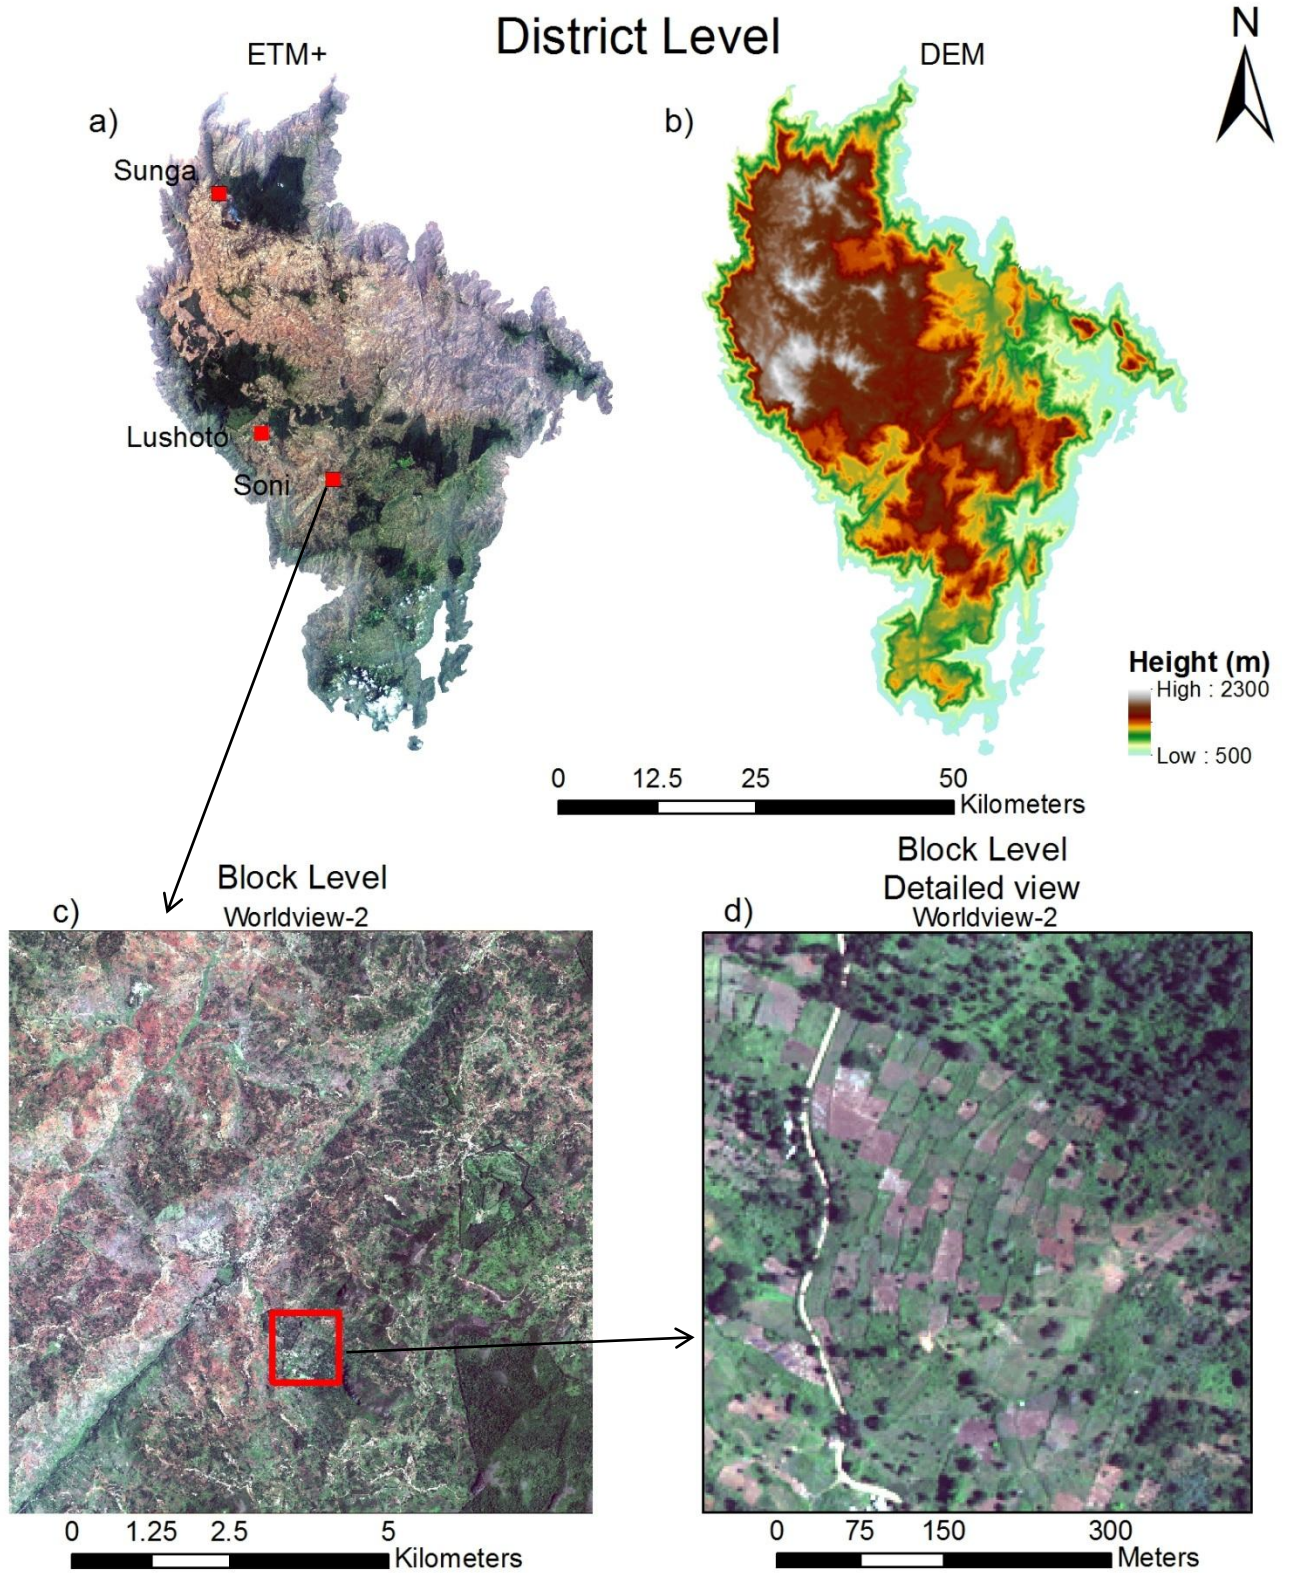 District Level
N
ETM+
DEM
a)
b)
Sunga
Lushoto
Soni
Height (m)
High : 2300
Low : 500
0 12.5 25 50
Kilometers
Block Level
Worldview-2
c)
Block Level
Detailed view
Worldview-2
d)
0 1.25 2.5 5
Kilometers
0 75 150 300
Meters